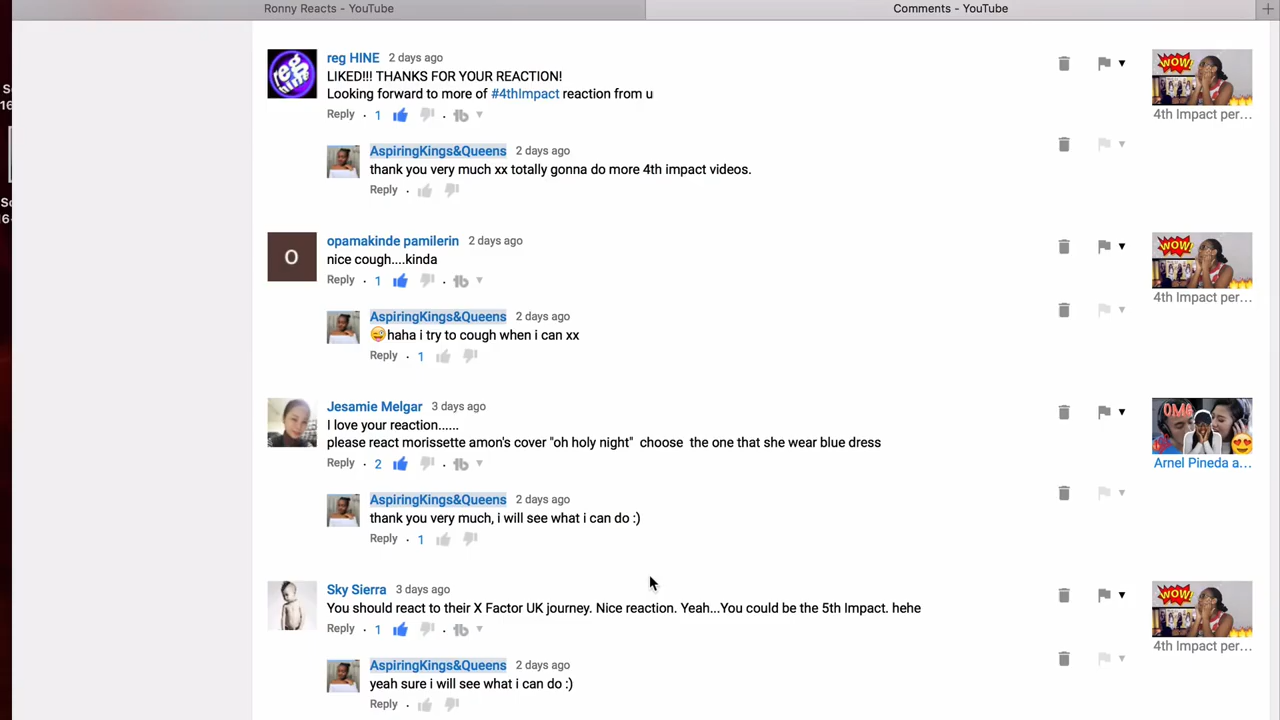 Ronny Reacts - YouTube
Comments - YouTube
reg HINE 2 days ago
LIKED!!! THANKS FOR YOUR REACTION!
Looking forward to more of #4thImpact reaction from u
Reply · 1
WOW!
4th Impact per...
AspiringKings&Queens 2 days ago
thank you very much xx totally gonna do more 4th impact videos.
Reply ·
opamakinde pamilerin 2 days ago
O
nice cough....kinda
Reply · 1
WOW!
4th Impact per...
AspiringKings&Queens 2 days ago
haha i try to cough when i can xx
Reply · 1
Jesamie Melgar 3 days ago
I love your reaction......
please react morissette amon's cover "oh holy night" choose the one that she wear blue dress
Reply · 2
OMG
Arnel Pineda a...
AspiringKings&Queens 2 days ago
thank you very much, i will see what i can do :)
Reply · 1
Sky Sierra 3 days ago
You should react to their X Factor UK journey. Nice reaction. Yeah...You could be the 5th Impact. hehe
Reply · 1
WOW!
4th Impact per...
AspiringKings&Queens 2 days ago
yeah sure i will see what i can do :)
Reply ·